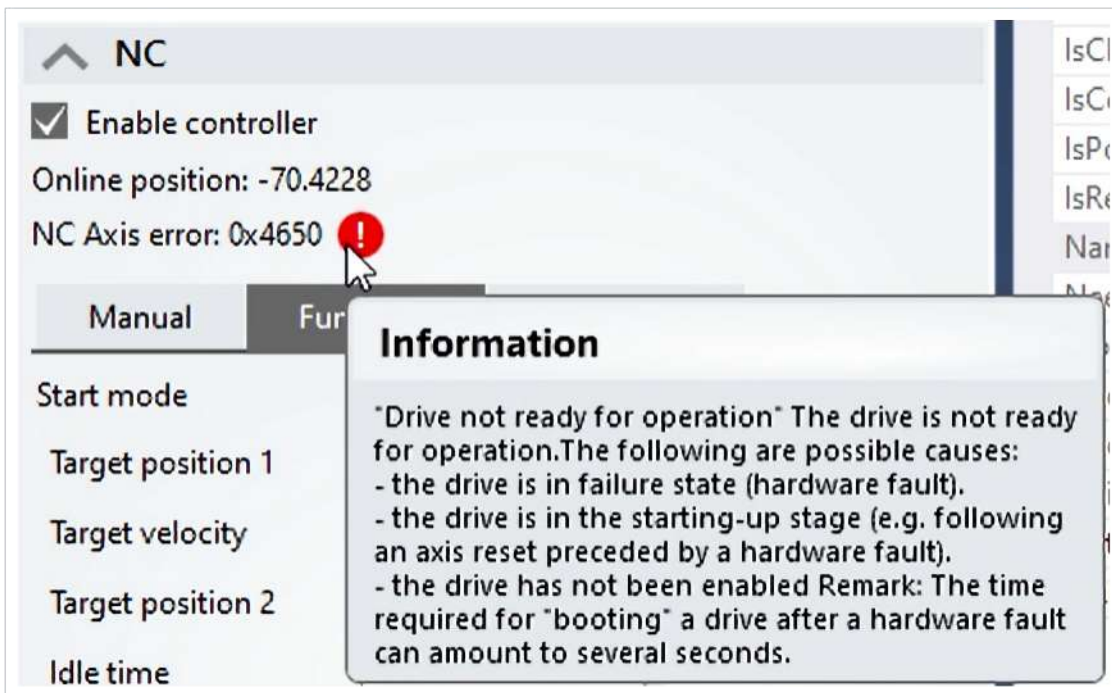 NC
Enable controller
Online position: -70.4228
NC Axis error: 0x4650
Manual
Information
"Drive not ready for operation" The drive is not ready
for operation.The following are possible causes:
- the drive is in failure state (hardware fault).
- the drive is in the starting-up stage (e.g. following
an axis reset preceded by a hardware fault).
- the drive has not been enabled Remark: The time
required for "booting" a drive after a hardware fault
can amount to several seconds.
Start mode
Target position 1
Target velocity
Target position 2
Idle time